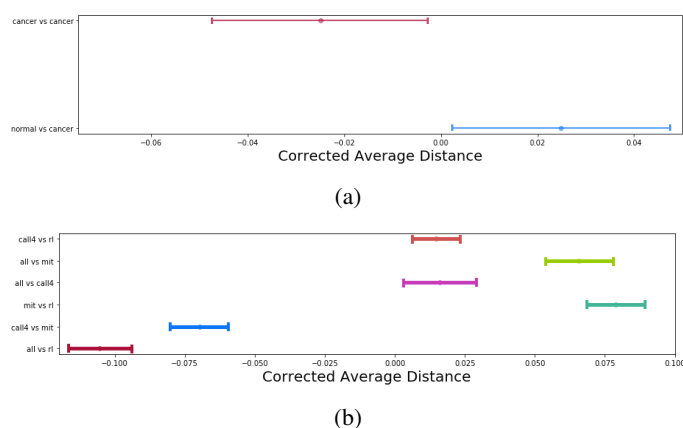 cancer vs cancer
normal vs cancer
−0.06 −0.04 −0.02 0.00 0.02 0.04
Corrected Average Distance
(a)
call4 vs rl
all vs mit
all vs call4
mit vs rl
call4 vs mit
all vs rl
−0.100 −0.075 −0.050 −0.025 0.000 0.025 0.050 0.075 0.100
Corrected Average Distance
(b)